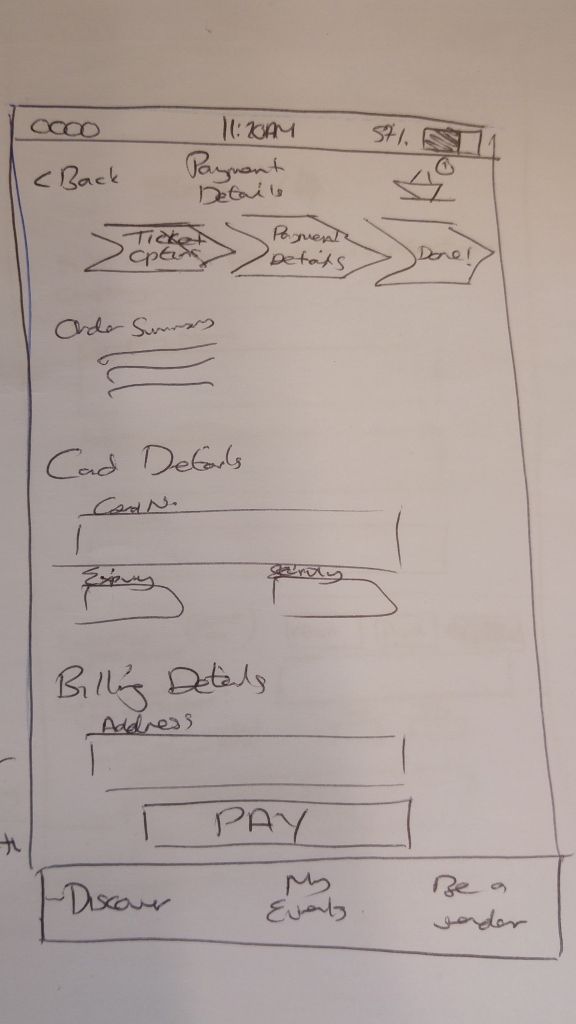 OOOO 11:20AM 57%
< Back Payment Details 1
Ticket Options Payment Details Done!
Order Summary
Card Details
Card No.
Expiry Security
Billing Details
Address
PAY
Discover My Events Be a vendor